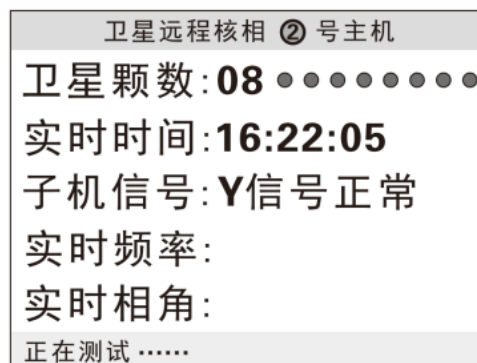 卫星远程核相 ② 号主机
卫星颗数:08
实时时间:16:22:05
子机信号:Y信号正常
实时频率:
实时相角:
正在测试 ······